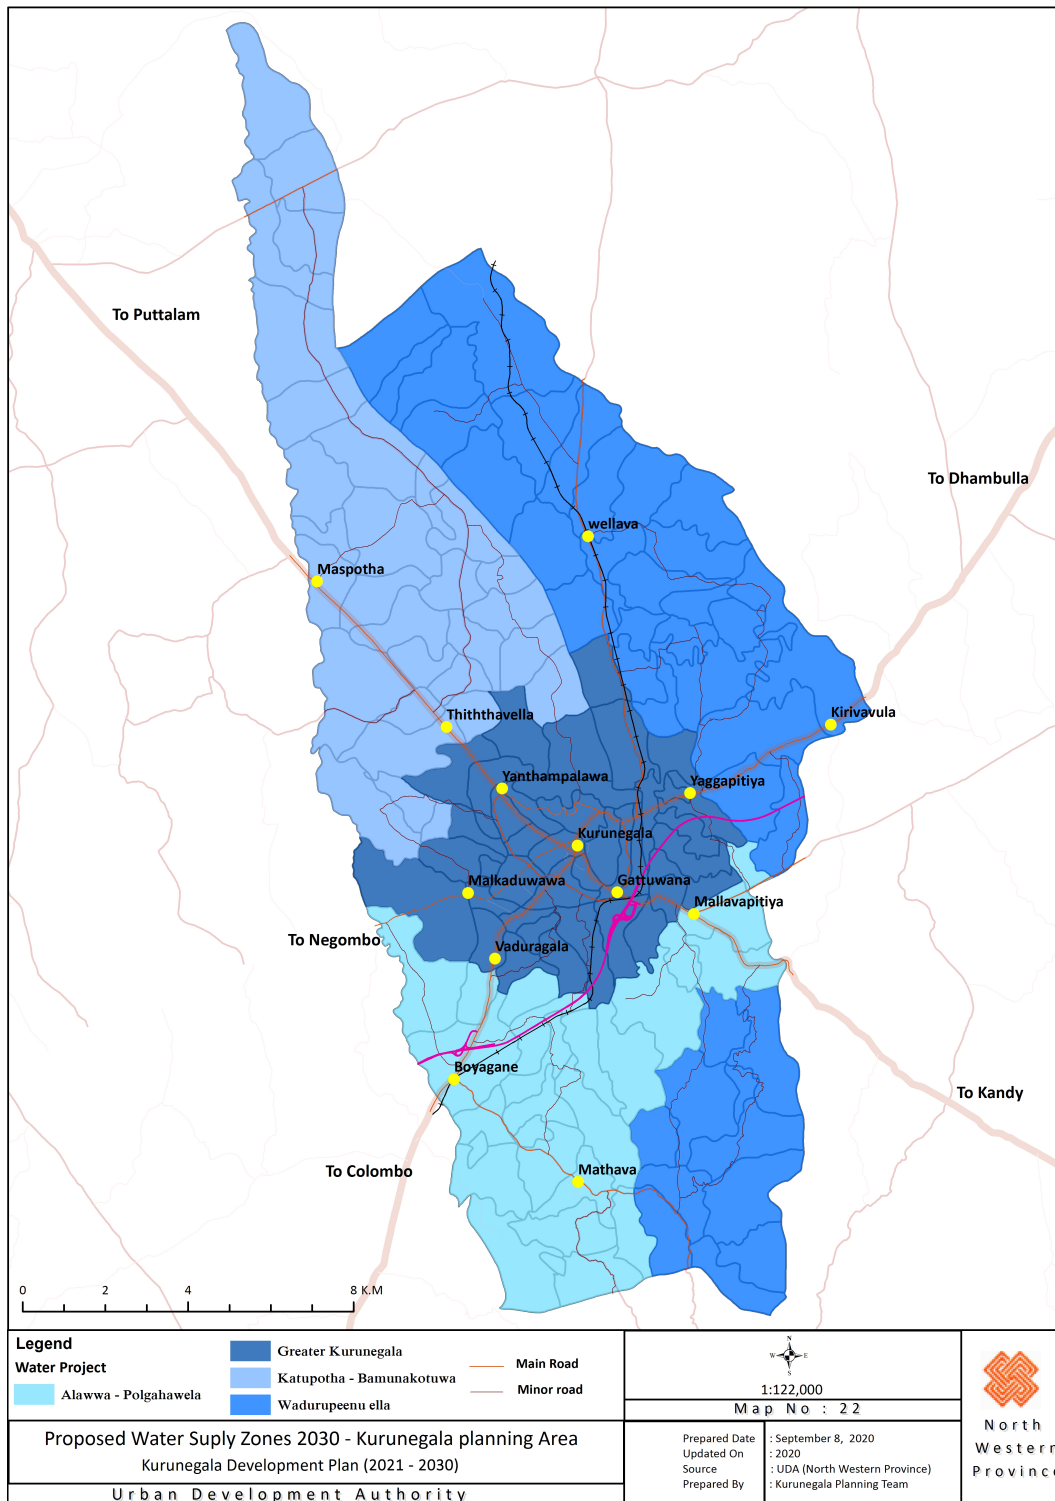 To Puttalam
To Dhambulla
wellava
Maspotha
Kirivavula
Thiththavella
Yanthampalawa
Yaggapitiya
Kurunegala
Malkaduwawa
Gattuwana
Mallavapitiya
To Negombo
Vaduragala
Boyagane
To Kandy
To Colombo
Mathava
0 2 4 8 K.M
Legend
Water Project
Alawwa - Polgahawela
Greater Kurunegala
Katupotha - Bamunakotuwa
Wadurupeenu ella
Main Road
Minor road
N
W E
S
1:122,000
Map No : 22
Proposed Water Suply Zones 2030 - Kurunegala planning Area
Kurunegala Development Plan (2021 - 2030)
Urban Development Authority
Prepared Date : September 8, 2020
Updated On : 2020
Source : UDA (North Western Province)
Prepared By : Kurunegala Planning Team
North
Western
Province